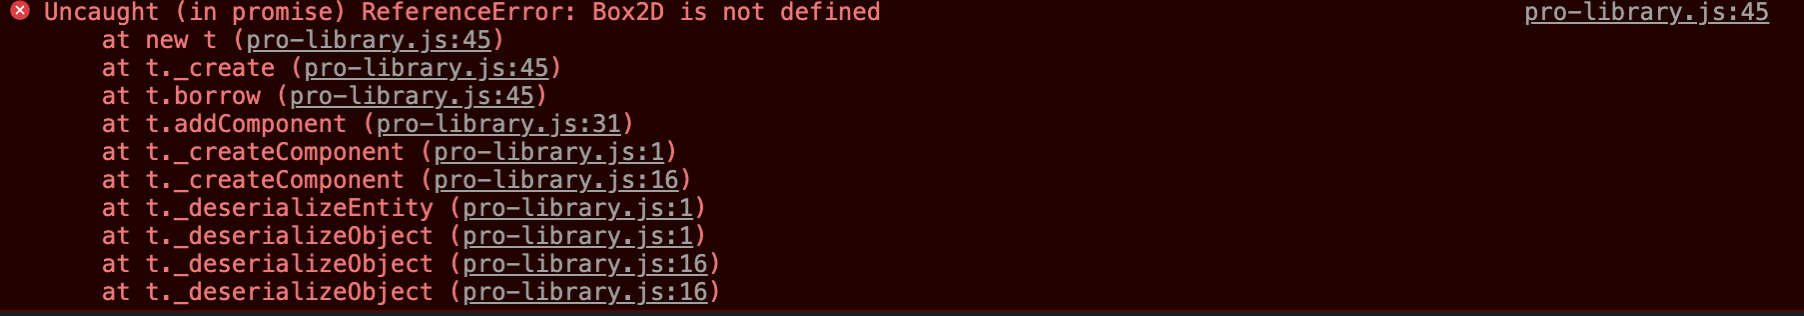 Uncaught (in promise) ReferenceError: Box2D is not defined pro-library.js:45
at new t (pro-library.js:45)
at t._create (pro-library.js:45)
at t.borrow (pro-library.js:45)
at t.addComponent (pro-library.js:31)
at t._createComponent (pro-library.js:1)
at t._createComponent (pro-library.js:16)
at t._deserializeEntity (pro-library.js:1)
at t._deserializeObject (pro-library.js:1)
at t._deserializeObject (pro-library.js:16)
at t._deserializeObject (pro-library.js:16)